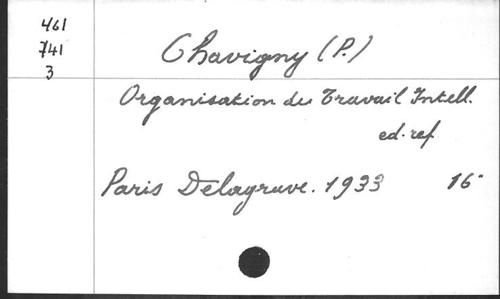 461
741
3
Chavigny (P.)
Organisation du Travail Intell.
ed. ref.
Paris Delagrave. 1933 16°